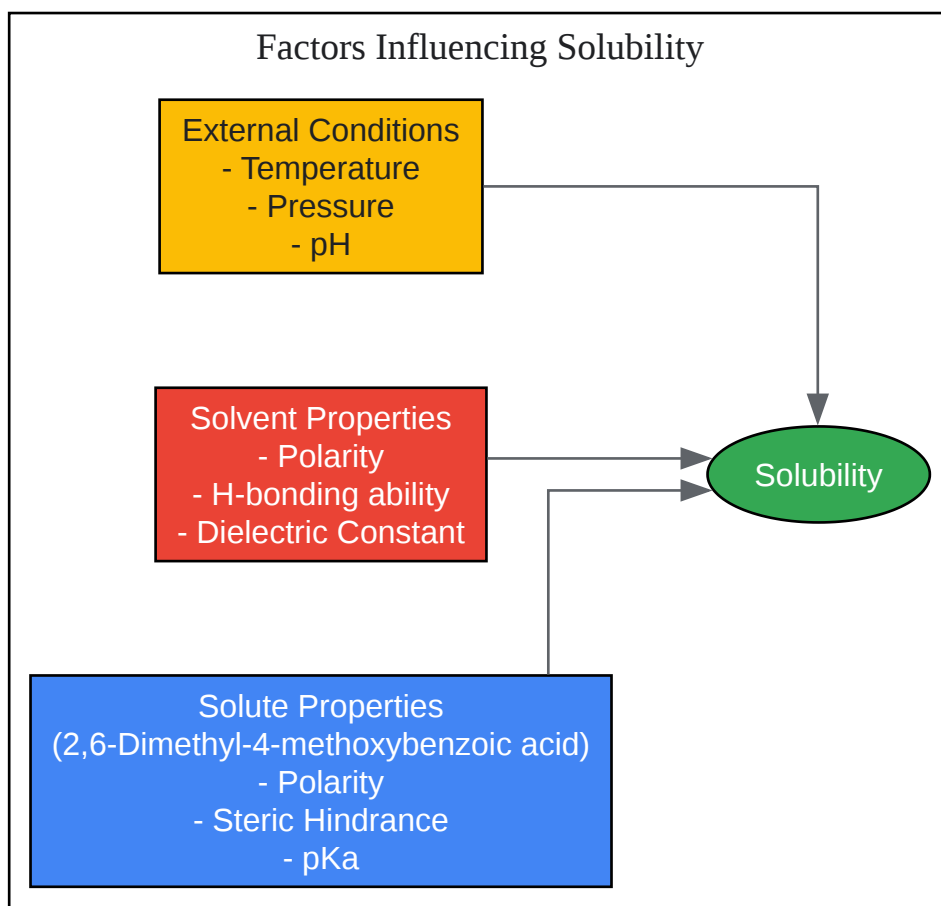 Factors Influencing Solubility
External Conditions
- Temperature
- Pressure
- pH
Solvent Properties
- Polarity
- H-bonding ability
- Dielectric Constant
Solubility
Solute Properties
(2,6-Dimethyl-4-methoxybenzoic acid)
- Polarity
- Steric Hindrance
- pKa